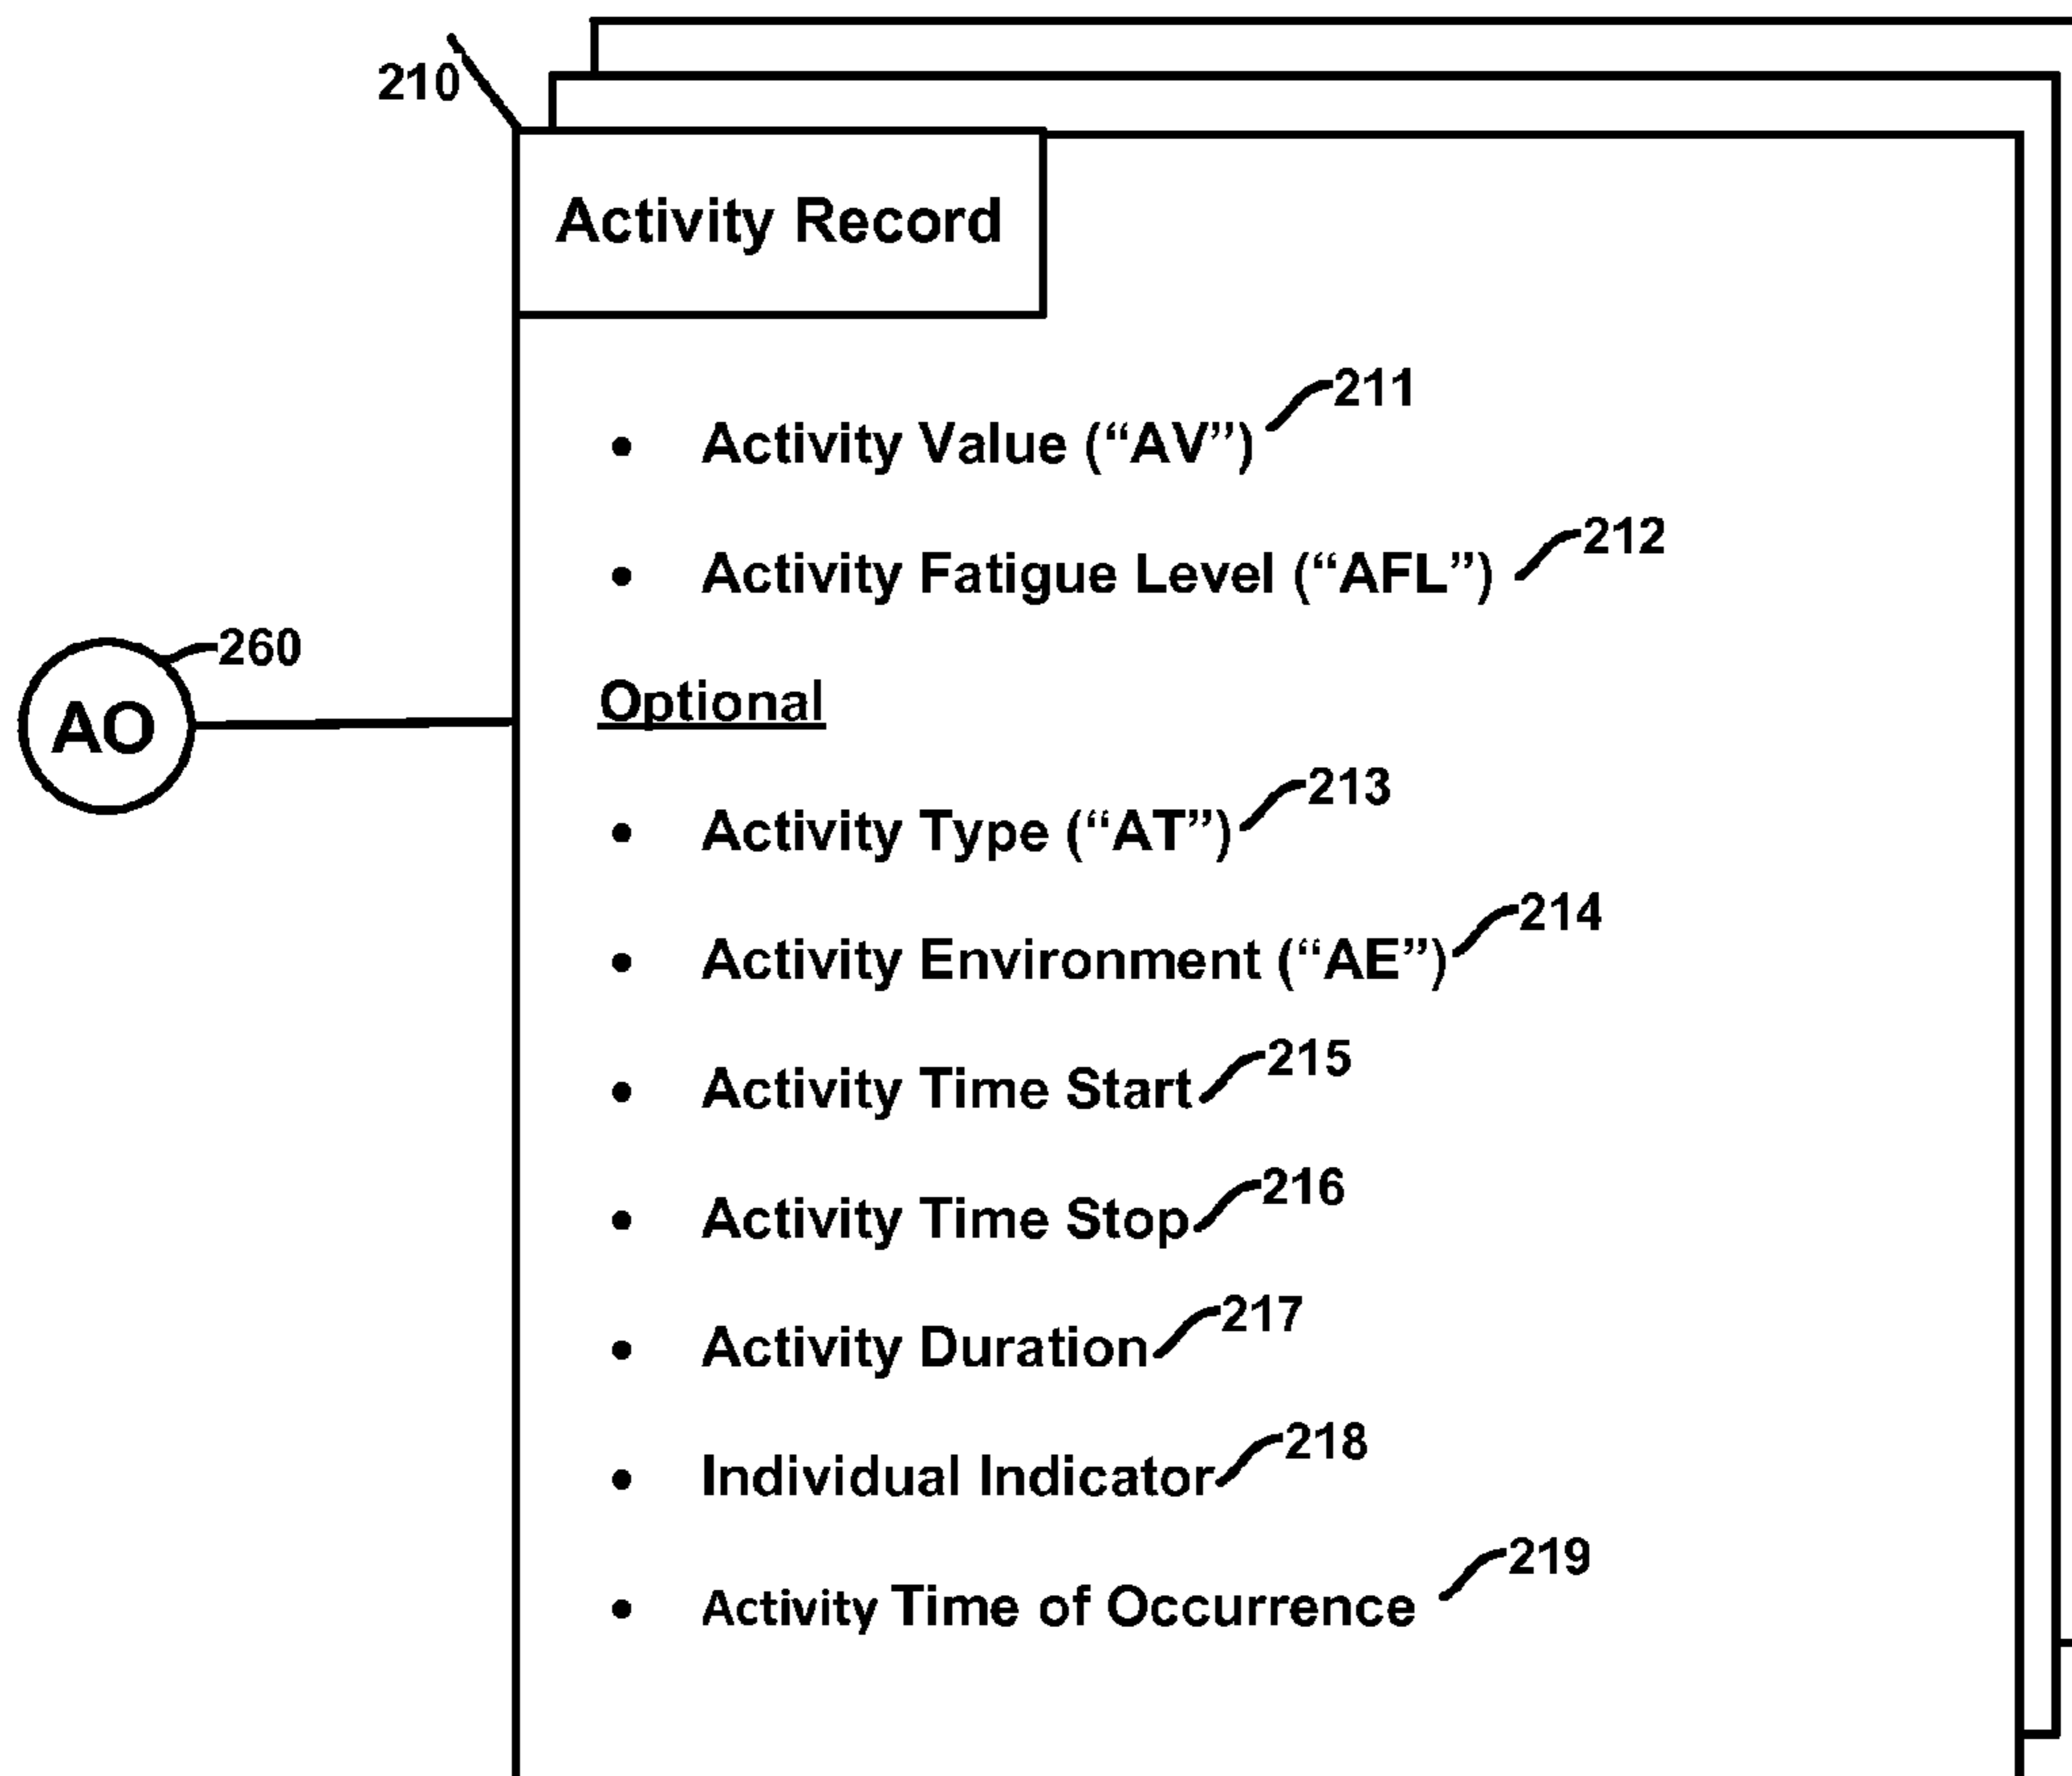 210
Activity Record
211
• Activity Value (“AV”)
212
• Activity Fatigue Level (“AFL”)
260
AO
Optional
213
• Activity Type (“AT”)
214
• Activity Environment (“AE”)
215
• Activity Time Start
216
• Activity Time Stop
217
• Activity Duration
218
• Individual Indicator
219
• Activity Time of Occurrence